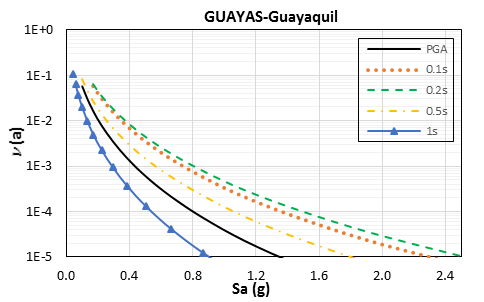 GUAYAS-Guayaquil
1E+0
1E-1
1E-2
1E-3
1E-4
1E-5
ν (a)
PGA
0.1s
0.2s
0.5s
1s
0.0 0.4 0.8 1.2 1.6 2.0 2.4
Sa (g)